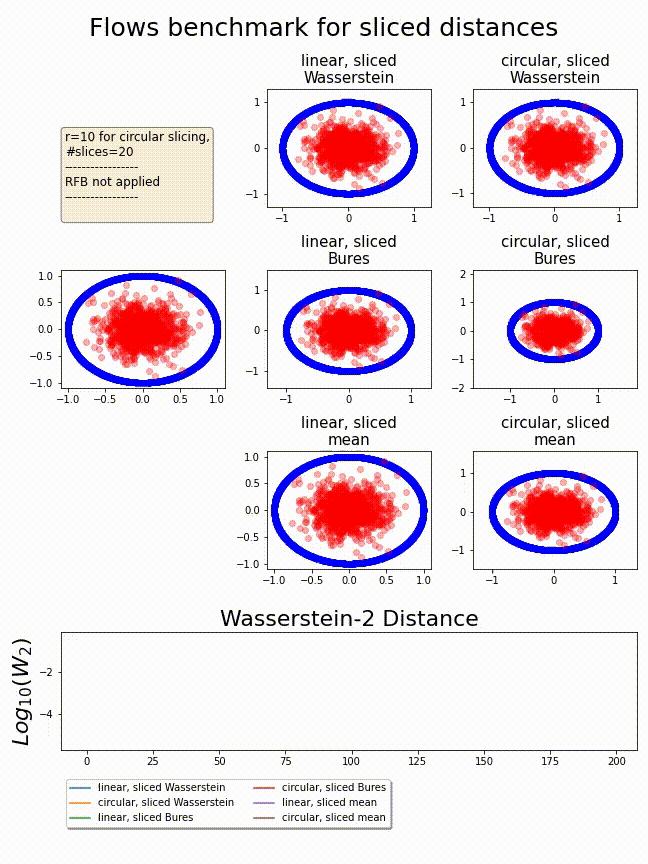 Flows benchmark for sliced distances
linear, sliced
Wasserstein
circular, sliced
Wasserstein
r=10 for circular slicing,
#slices=20
-----------------
RFB not applied
-----------------
1
0
−1
−1 0 1
1
0
−1
−1 0 1
linear, sliced
Bures
circular, sliced
Bures
1.0
0.5
0.0
−0.5
−1.0
−1.0 −0.5 0.0 0.5 1.0
1
0
−1
−1 0 1
2
1
0
−1
−2
−1 0 1
linear, sliced
mean
circular, sliced
mean
1.0
0.5
0.0
−0.5
−1.0
−1.0 −0.5 0.0 0.5 1.0
1
0
−1
−1 0 1
Wasserstein-2 Distance
Log₁₀(W₂)
−2
−4
0 25 50 75 100 125 150 175 200
linear, sliced Wasserstein
circular, sliced Wasserstein
linear, sliced Bures
circular, sliced Bures
linear, sliced mean
circular, sliced mean